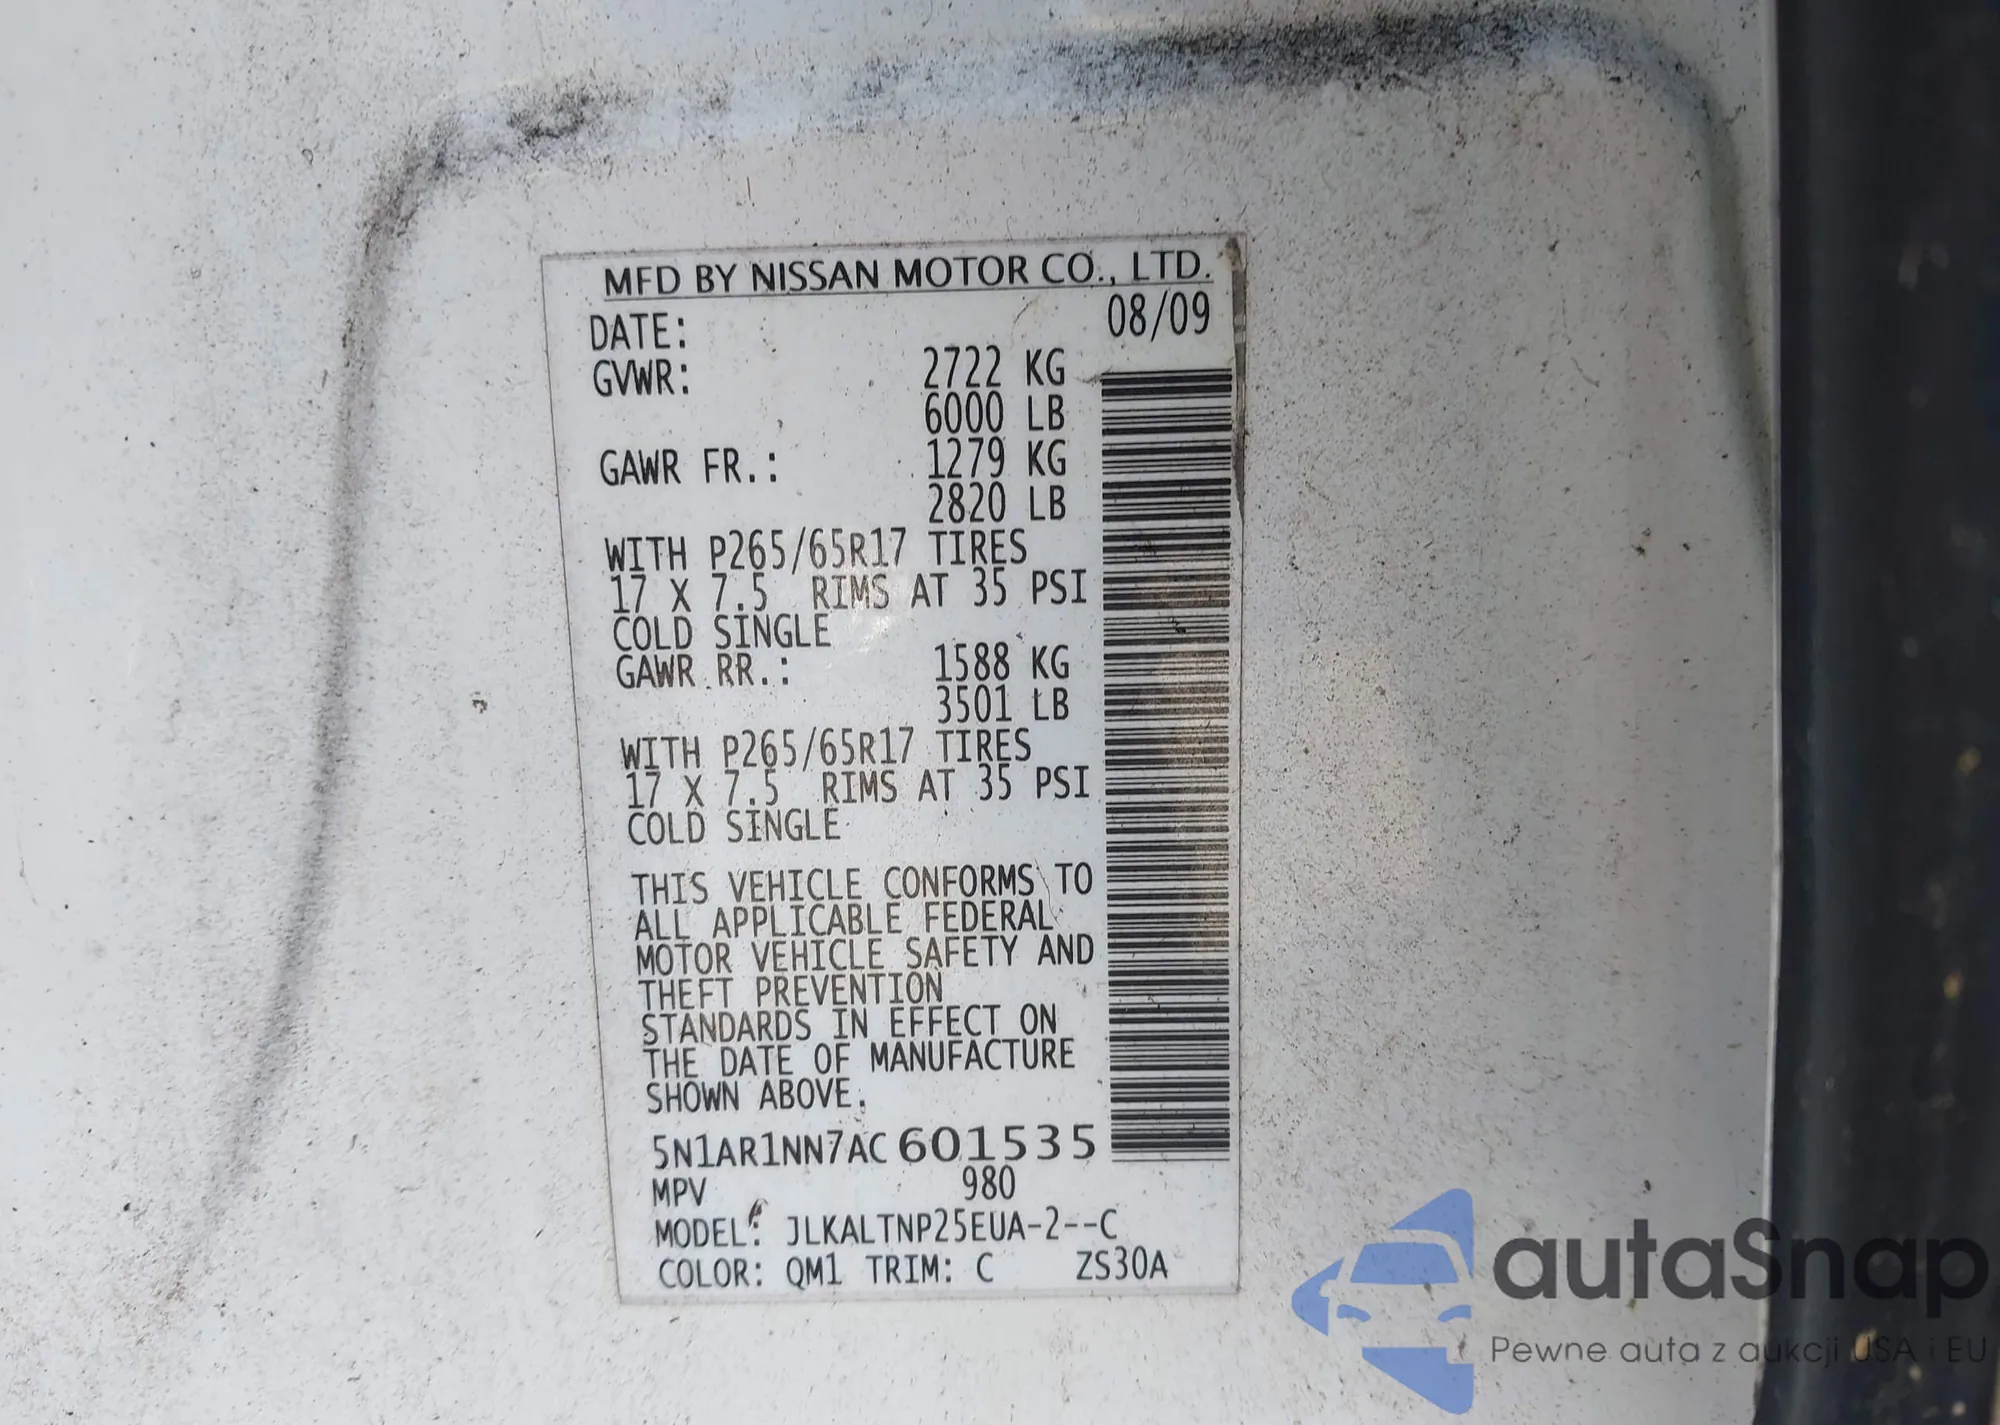 MFD BY NISSAN MOTOR CO., LTD.
DATE: 08/09
GVWR: 2722 KG
6000 LB
GAWR FR.: 1279 KG
2820 LB
WITH P265/65R17 TIRES
17 X 7.5 RIMS AT 35 PSI
COLD SINGLE
GAWR RR.: 1588 KG
3501 LB
WITH P265/65R17 TIRES
17 X 7.5 RIMS AT 35 PSI
COLD SINGLE
THIS VEHICLE CONFORMS TO
ALL APPLICABLE FEDERAL
MOTOR VEHICLE SAFETY AND
THEFT PREVENTION
STANDARDS IN EFFECT ON
THE DATE OF MANUFACTURE
SHOWN ABOVE.
5N1AR1NN7AC601535
MPV 980
MODEL: JLKALTNP25EUA-2--C
COLOR: QM1 TRIM: C ZS30A
autaSnap
Pewne auta z aukcji USA i EU